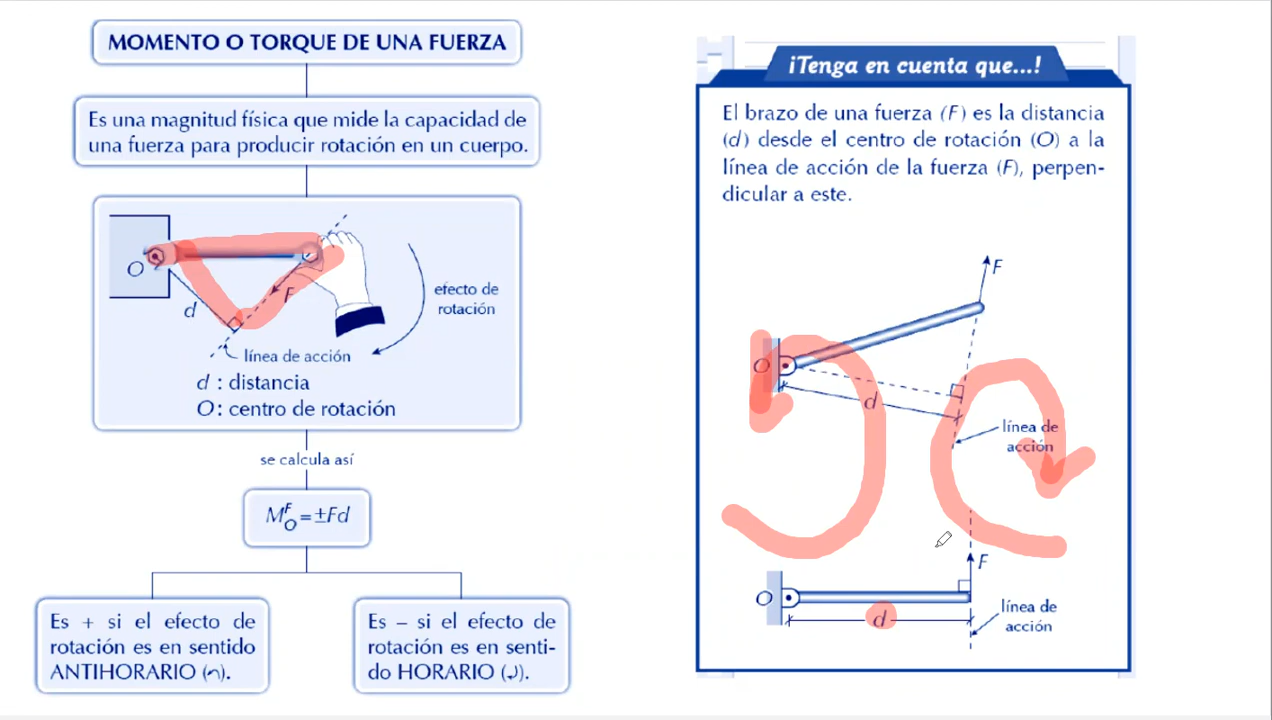 MOMENTO O TORQUE DE UNA FUERZA
Es una magnitud física que mide la capacidad de
una fuerza para producir rotación en un cuerpo.
O
d
F
efecto de
rotación
línea de acción
d : distancia
O : centro de rotación
se calcula así
M_O^F = ±Fd
Es + si el efecto de
rotación es en sentido
ANTIHORARIO (↶).
Es – si el efecto de
rotación es en senti-
do HORARIO (⤸).
¡Tenga en cuenta que...!
El brazo de una fuerza (F) es la distancia
(d) desde el centro de rotación (O) a la
línea de acción de la fuerza (F), perpen-
dicular a este.
F
O
d
línea de
acción
F
O
d
línea de
acción